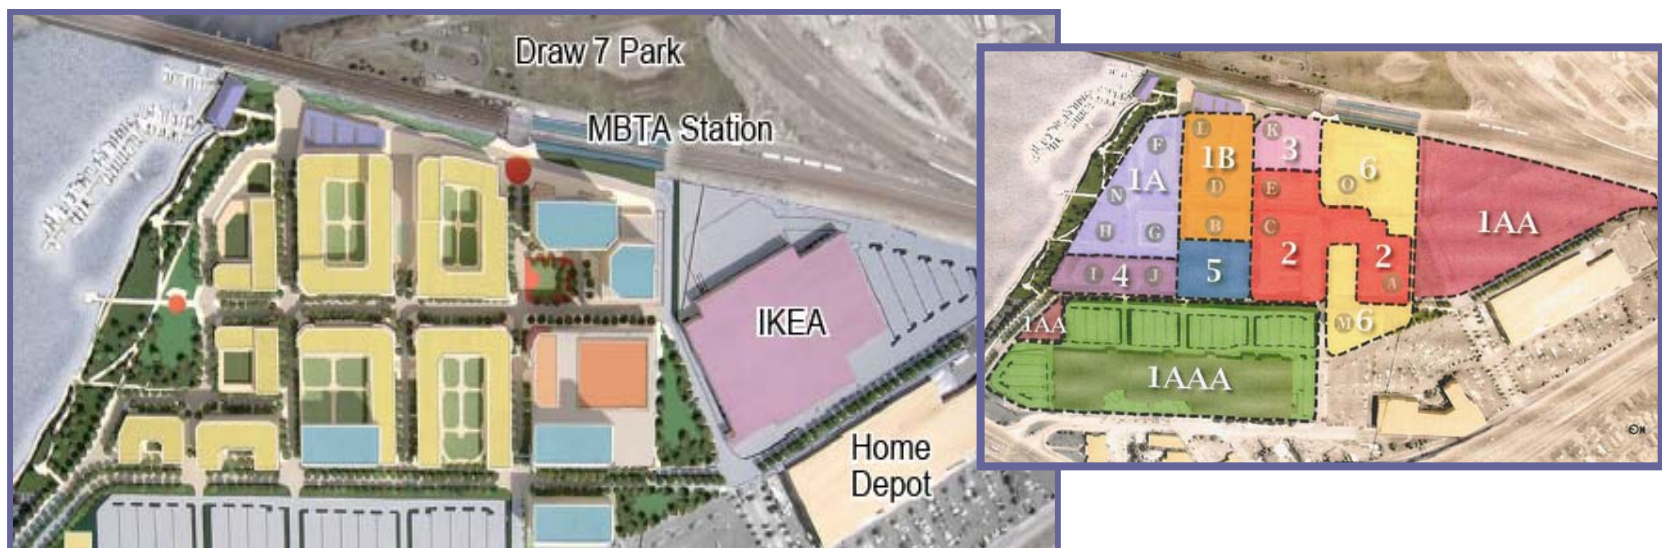 Draw 7 Park
MBTA Station
IKEA
Home
Depot
L
K
F
1B
3
6
1A
D
E
O
N
1AA
B
C
H
G
2
2
I
4
J
5
A
1AA
M
6
1AAA
N